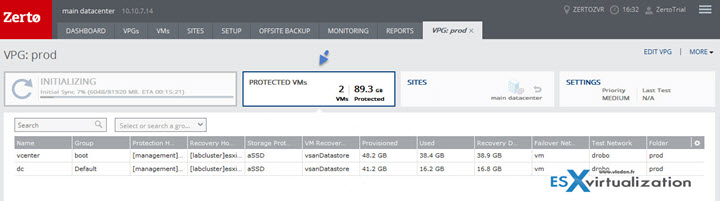 Zerto
main datacenter 10.10.7.14
ZERTOZVR 16:32 ZertoTrial
DASHBOARD VPGs VMs SITES SETUP OFFSITE BACKUP MONITORING REPORTS VPG: prod ×
VPG: prod
EDIT VPG MORE
INITIALIZING
Initial Sync 7% (6048/81920 MB. ETA 00:15:21)
PROTECTED VMs
2 VMs
89.3 GB Protected
SITES
main datacenter
SETTINGS
Priority MEDIUM
Last Test N/A
Search
Select or search a gro...
Name Group Protection H... Recovery Ho... Storage Prot... VM Recover... Provisioned Used Recovery D... Failover Net... Test Network Folder
vcenter boot [management]... [labcluster]esxi... aSSD vsanDatastore 48.2 GB 38.4 GB 38.9 GB vm drobo prod
dc Default [management]... [labcluster]esxi... aSSD vsanDatastore 41.2 GB 16.2 GB 16.8 GB vm drobo prod
www.vladan.fr
ESXvirtualization